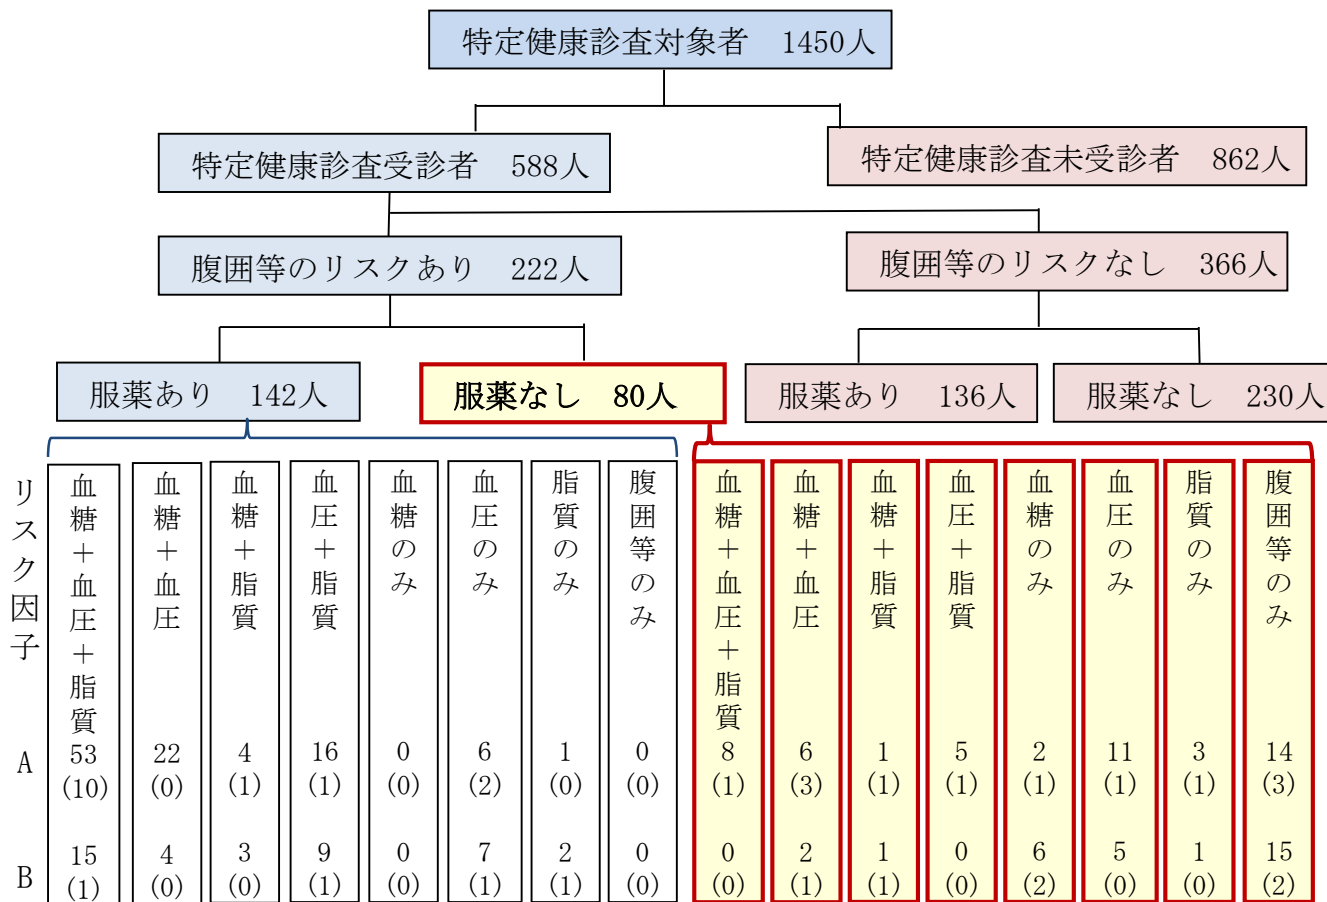 特定健康診査対象者　1450人
特定健康診査受診者　588人
特定健康診査未受診者　862人
腹囲等のリスクあり　222人
腹囲等のリスクなし　366人
服薬あり　142人
服薬なし　80人
服薬あり　136人
服薬なし　230人
リスク因子
血糖＋血圧＋脂質
血糖＋血圧
血糖＋脂質
血圧＋脂質
血糖のみ
血圧のみ
脂質のみ
腹囲等のみ
血糖＋血圧＋脂質
血糖＋血圧
血糖＋脂質
血圧＋脂質
血糖のみ
血圧のみ
脂質のみ
腹囲等のみ
A
53 22 4 16 0 6 1 0 8 6 1 5 2 11 3 14
(10) (0) (1) (1) (0) (2) (0) (0) (1) (3) (1) (1) (1) (1) (1) (3)
B
15 4 3 9 0 7 2 0 0 2 1 0 6 5 1 15
(1) (0) (0) (1) (0) (1) (1) (0) (0) (1) (1) (0) (2) (0) (0) (2)